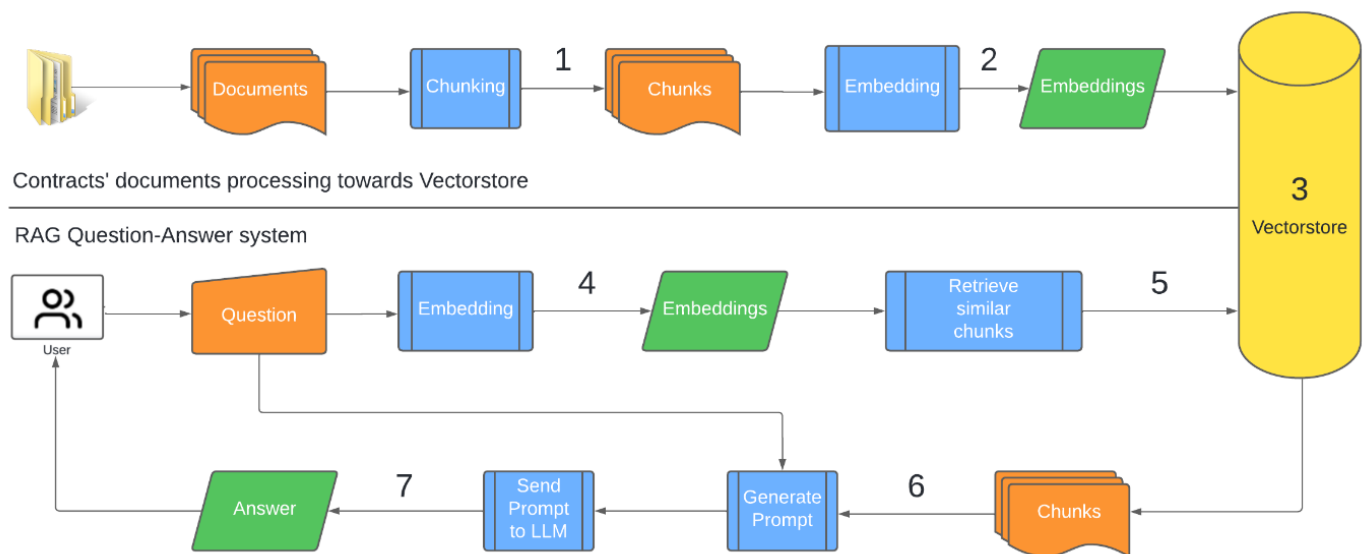 1
2
Documents
Chunking
Chunks
Embedding
Embeddings
Contracts' documents processing towards Vectorstore
3
Vectorstore
RAG Question-Answer system
4
5
User
Question
Embedding
Embeddings
Retrieve
similar
chunks
7
6
Answer
Send
Prompt
to LLM
Generate
Prompt
Chunks